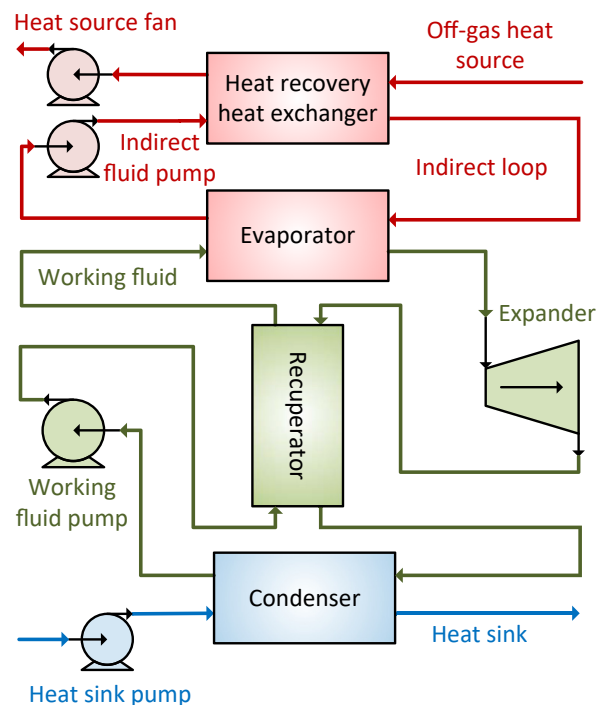 Heat source fan
Off-gas heat
source
Heat recovery
heat exchanger
Indirect
fluid pump
Indirect loop
Evaporator
Working fluid
Expander
Recuperator
Working
fluid pump
Condenser
Heat sink
Heat sink pump